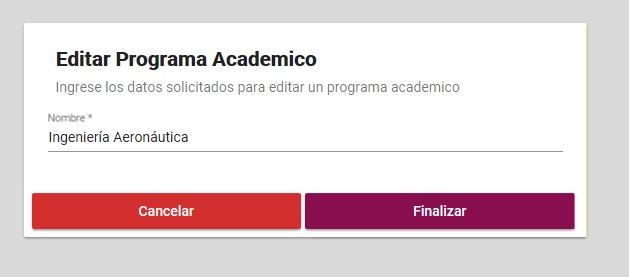 Editar Programa Academico
Ingrese los datos solicitados para editar un programa academico
Nombre *
Ingeniería Aeronáutica
Cancelar
Finalizar